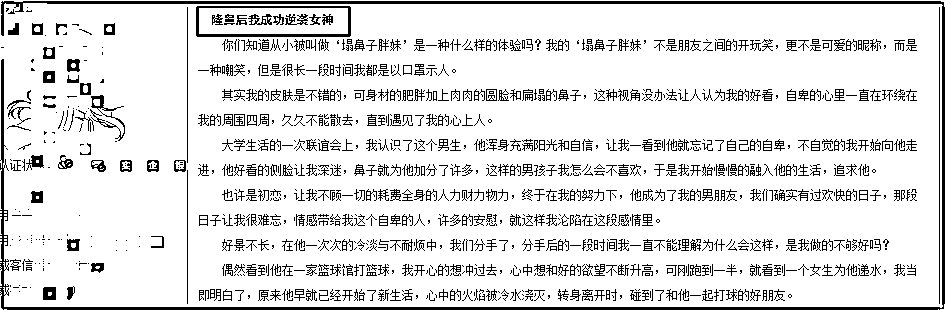 隆鼻后我成功逆袭女神
你们知道从小被叫做‘塌鼻子胖妹’是一种什么样的体验吗？我的‘塌鼻子胖妹’不是朋友之间的开玩笑，更不是可爱的昵称，而是
一种嘲笑，但是很长一段时间我都是以口罩示人。
其实我的皮肤是不错的，可身材的肥胖加上肉肉的圆脸和扁塌的鼻子，这种视角没办法让人认为我的好看，自卑的心里一直在环绕在
我的周围四周，久久不能散去，直到遇见了我的心上人。
大学生活的一次联谊会上，我认识了这个男生，他浑身充满阳光和自信，让我一看到他就忘记了自己的自卑，不自觉的我开始向他走
进，他好看的侧脸让我深迷，鼻子就为他加分了许多，这样的男孩子我怎么会不喜欢，于是我开始慢慢的融入他的生活，追求他。
也许是初恋，让我不顾一切的耗费全身的人力财力物力，终于在我的努力下，他成为了我的男朋友，我们确实有过欢快的日子，那段
日子让我很难忘，情感带给我这个自卑的人，许多的安慰，就这样我沦陷在这段感情里。
好景不长，在他一次次的冷淡与不耐烦中，我们分手了，分手后的一段时间我一直不能理解为什么会这样，是我做的不够好吗？
偶然看到他在一家篮球馆打篮球，我开心的想冲过去，心中想和好的欲望不断升高，可刚跑到一半，就看到一个女生为他递水，我当
即明白了，原来他早就已经开始了新生活，心中的火焰被冷水浇灭，转身离开时，碰到了和他一起打球的好朋友。
认证状
客信